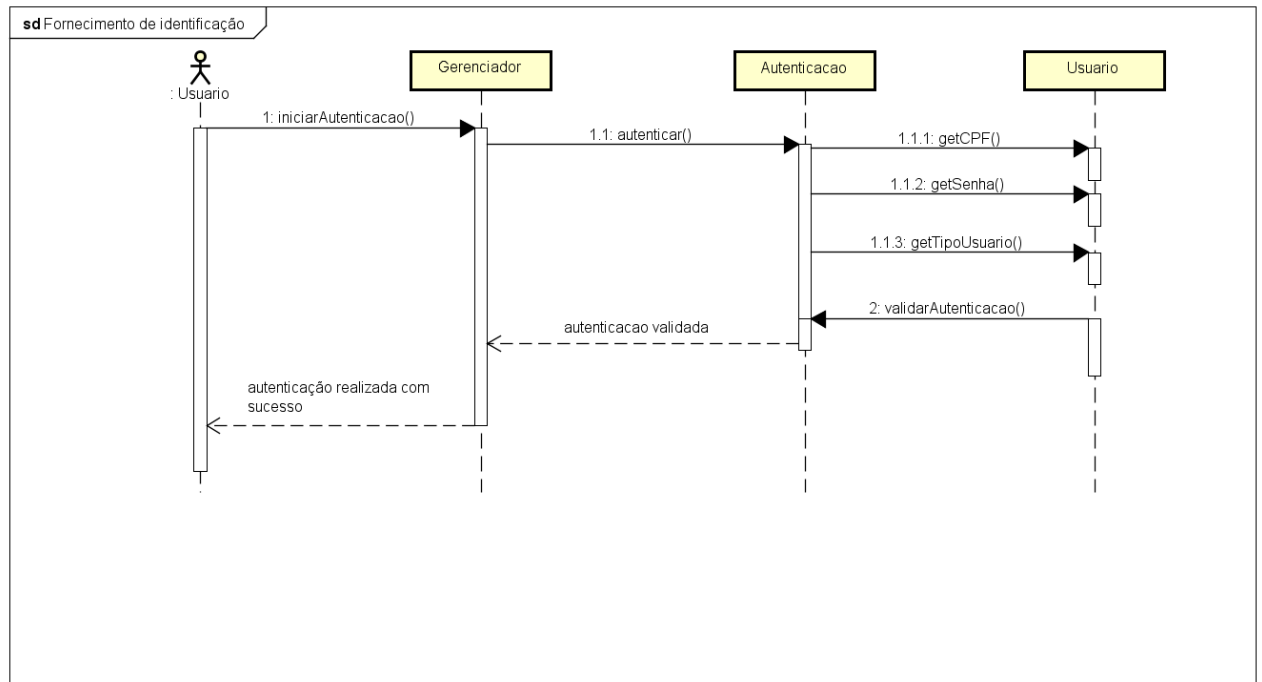 sd Fornecimento de identificação
Gerenciador
Autenticacao
Usuario
: Usuario
1: iniciarAutenticacao()
1.1: autenticar()
1.1.1: getCPF()
1.1.2: getSenha()
1.1.3: getTipoUsuario()
2: validarAutenticacao()
autenticacao validada
autenticação realizada com
sucesso